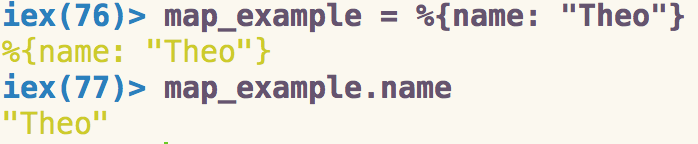 iex(76)> map_example = %{name: "Theo"}
%{name: "Theo"}
iex(77)> map_example.name
"Theo"